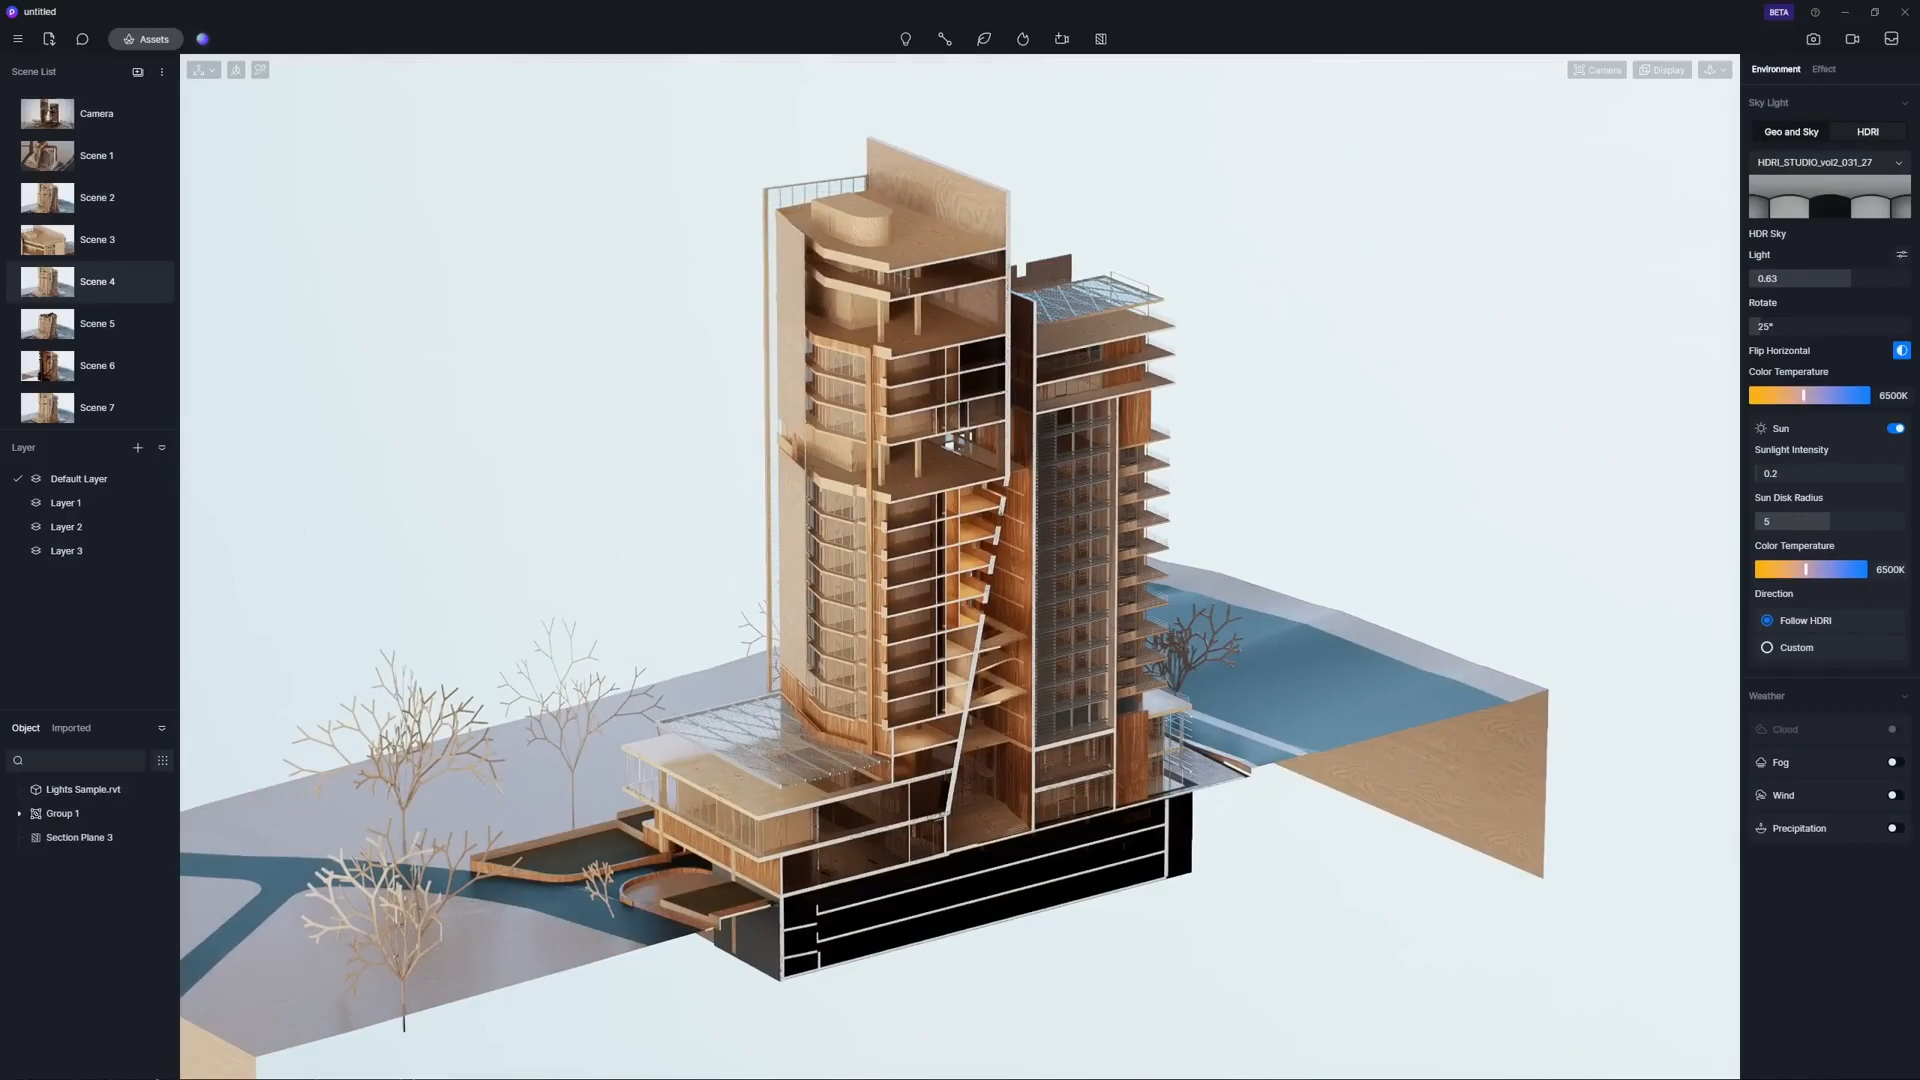 untitled
BETA
Assets
Scene List
Camera
Scene 1
Scene 2
Scene 3
Scene 4
Scene 5
Scene 6
Scene 7
Layer
Default Layer
Layer 1
Layer 2
Layer 3
Object Imported
Lights Sample.rvt
Group 1
Section Plane 3
Camera Display
Environment Effect
Sky Light
Geo and Sky HDRI
HDRI_STUDIO_vol2_031_27
HDR Sky
Light
0.63
Rotate
25°
Flip Horizontal
Color Temperature
6500K
Sun
Sunlight Intensity
0.2
Sun Disk Radius
5
Color Temperature
6500K
Direction
Follow HDRI
Custom
Weather
Cloud
Fog
Wind
Precipitation